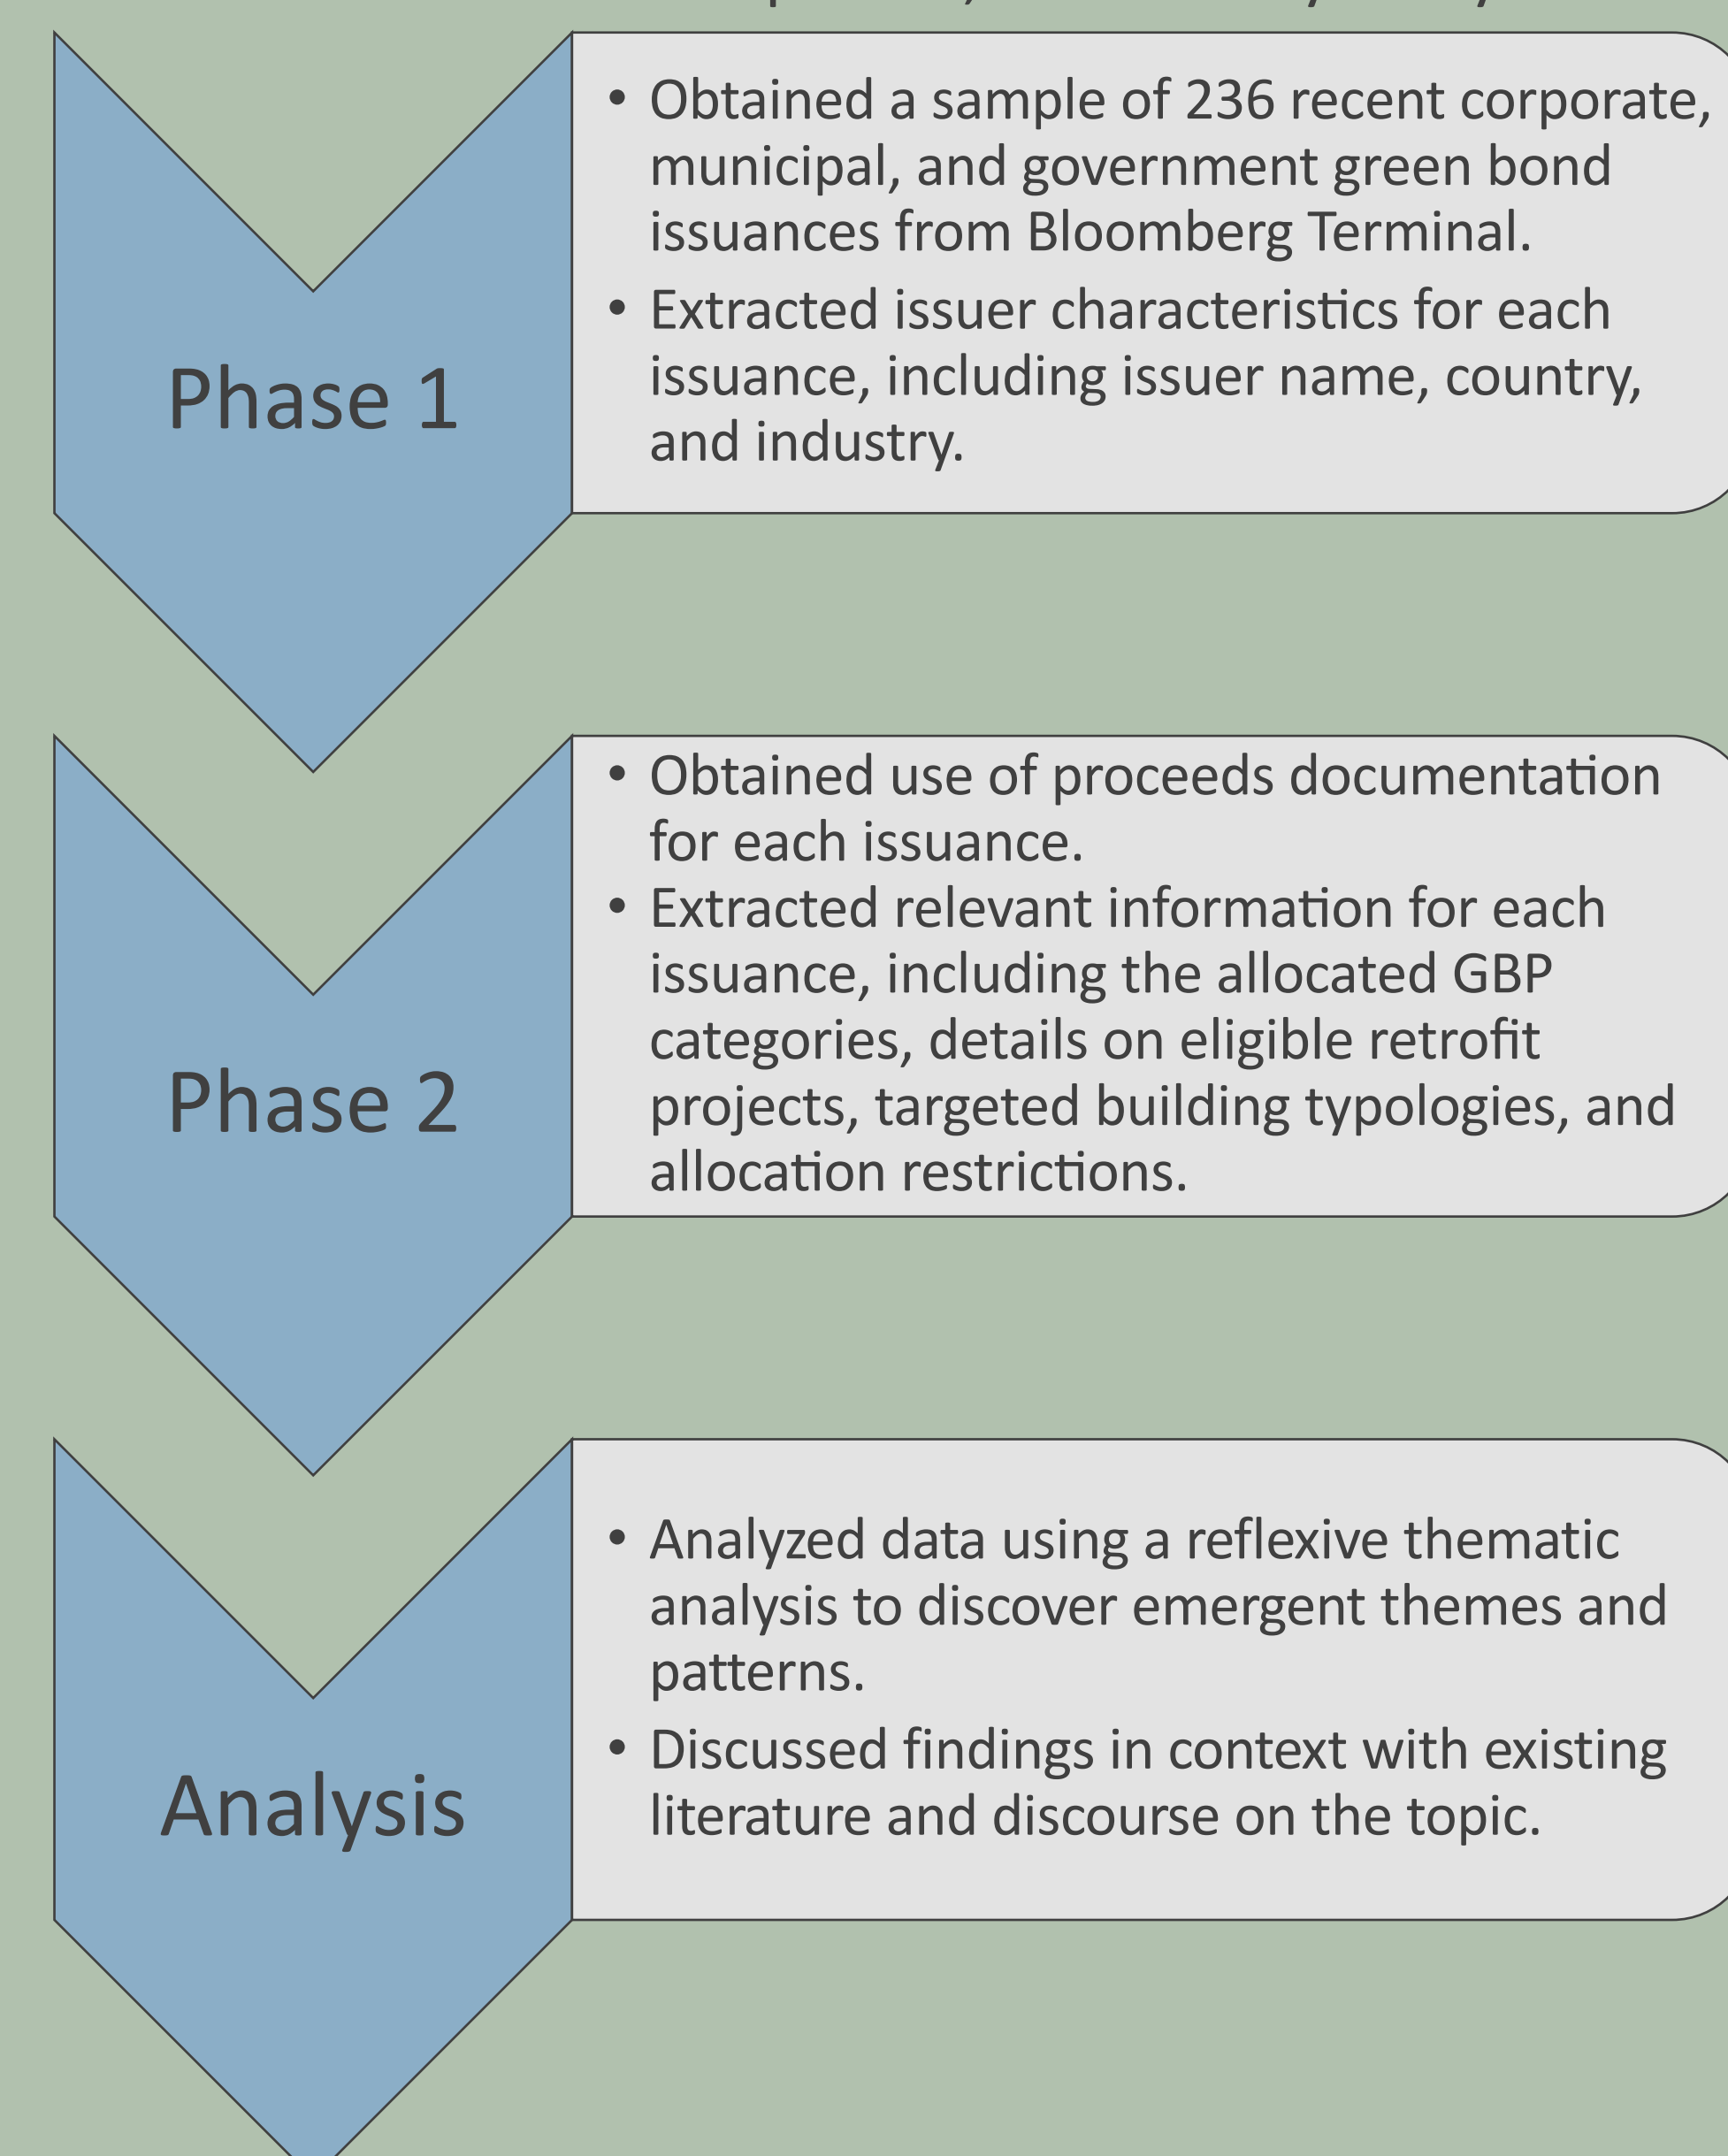 Phase 1
• Obtained a sample of 236 recent corporate,
municipal, and government green bond
issuances from Bloomberg Terminal.
• Extracted issuer characteristics for each
issuance, including issuer name, country,
and industry.
Phase 2
• Obtained use of proceeds documentation
for each issuance.
• Extracted relevant information for each
issuance, including the allocated GBP
categories, details on eligible retrofit
projects, targeted building typologies, and
allocation restrictions.
Analysis
• Analyzed data using a reflexive thematic
analysis to discover emergent themes and
patterns.
• Discussed findings in context with existing
literature and discourse on the topic.